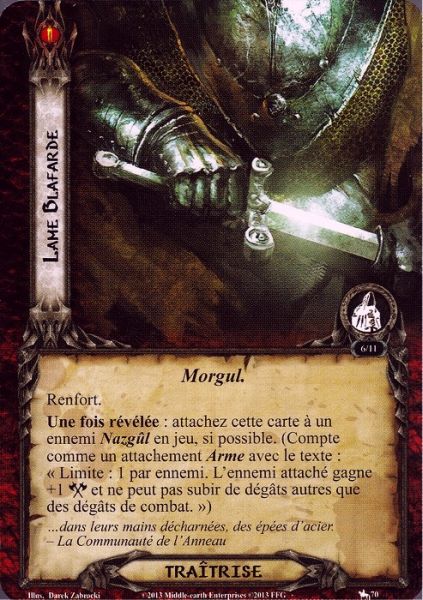 LAME BLAFARDE
6/11
Morgul.
Renfort.
Une fois révélée : attachez cette carte à un
ennemi Nazgûl en jeu, si possible. (Compte
comme un attachement Arme avec le texte :
« Limite : 1 par ennemi. L'ennemi attaché gagne
+1 et ne peut pas subir de dégâts autres que
des dégâts de combat. »)
...dans leurs mains décharnées, des épées d'acier.
– La Communauté de l'Anneau
TRAÎTRISE
Illus. Darek Zabrocki ©2013 Middle-earth Enterprises ©2013 FFG 70